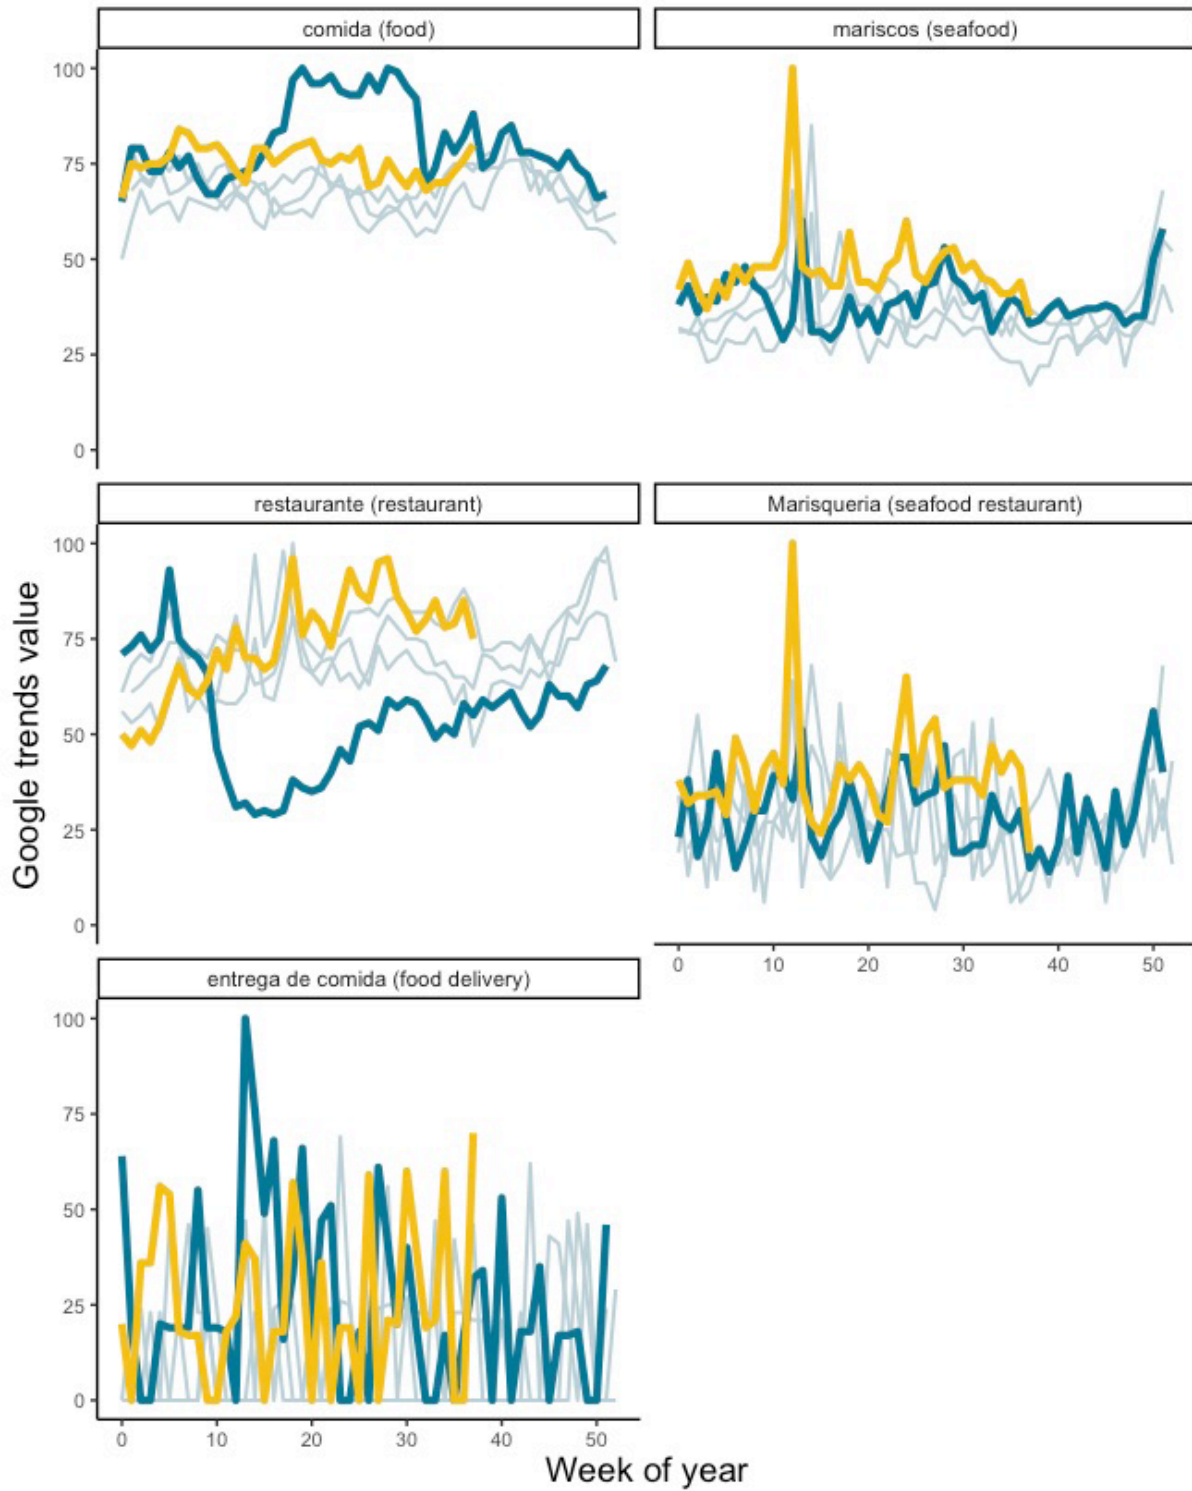 comida (food)
mariscos (seafood)
100
75
50
25
0
restaurante (restaurant)
Marisqueria (seafood restaurant)
100
75
50
25
0
0 10 20 30 40 50
entrega de comida (food delivery)
100
75
50
25
0
0 10 20 30 40 50
Google trends value
Week of year